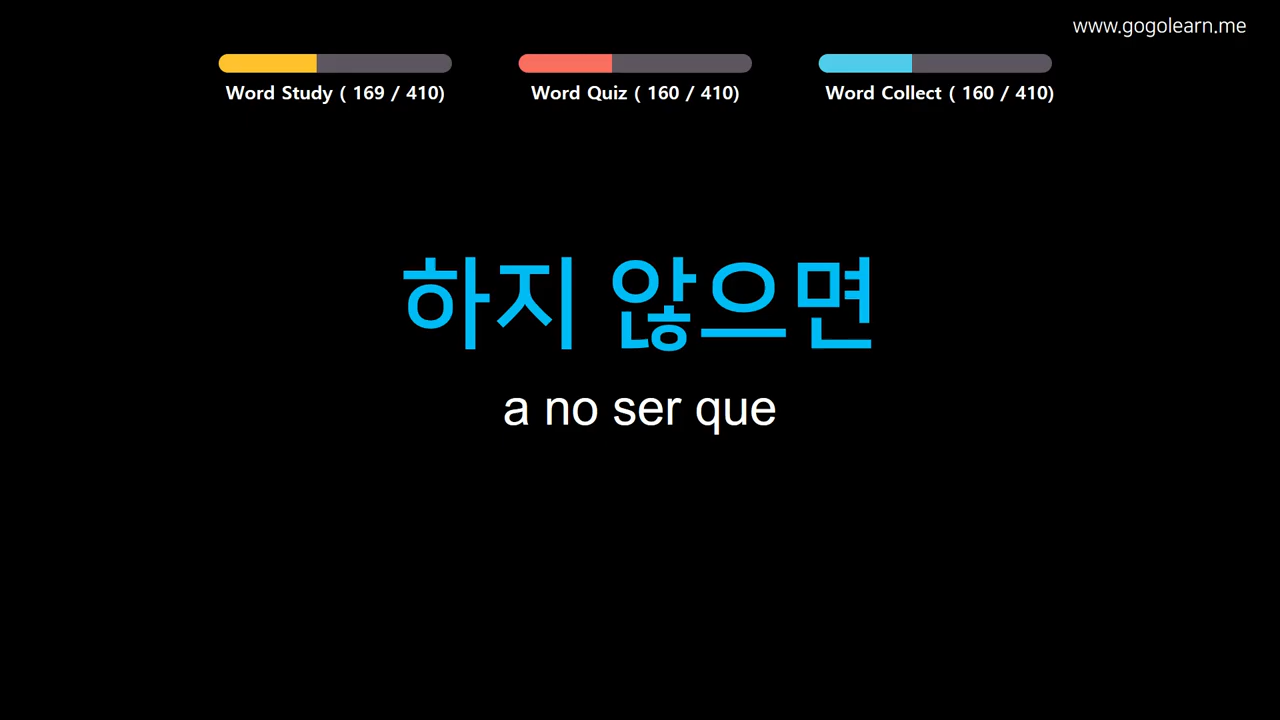 www.gogolearn.me
Word Study ( 169 / 410)
Word Quiz ( 160 / 410)
Word Collect ( 160 / 410)
하지 않으면
a no ser que